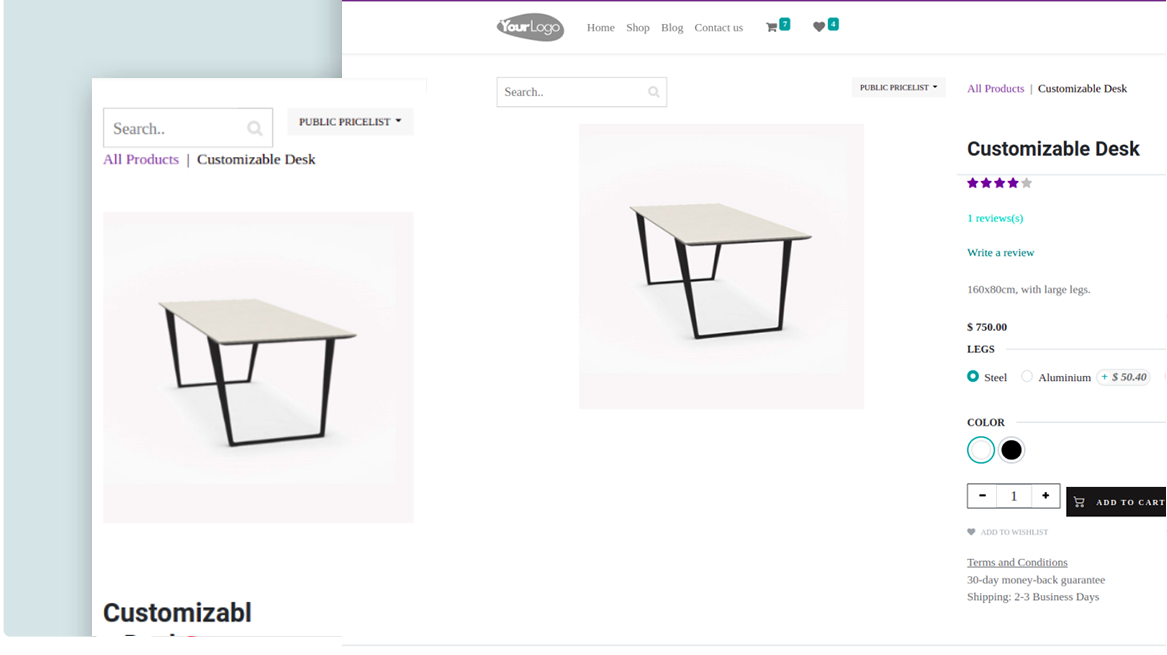 YourLogo
Home Shop Blog Contact us 7 4
Search.. PUBLIC PRICELIST
All Products | Customizable Desk
Customizable Desk
1 reviews(s)
Write a review
160x80cm, with large legs.
$ 750.00
LEGS
Steel Aluminium + $ 50.40
COLOR
- 1 + ADD TO CART
ADD TO WISHLIST
Terms and Conditions
30-day money-back guarantee
Shipping: 2-3 Business Days
Search.. PUBLIC PRICELIST
All Products | Customizable Desk
Customizabl